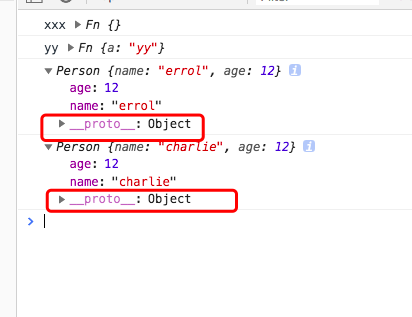 xxx ▶ Fn {}
yy ▶ Fn {a: "yy"}
▼ Person {name: "errol", age: 12} i
age: 12
name: "errol"
▶ __proto__: Object
▼ Person {name: "charlie", age: 12} i
age: 12
name: "charlie"
▶ __proto__: Object
>